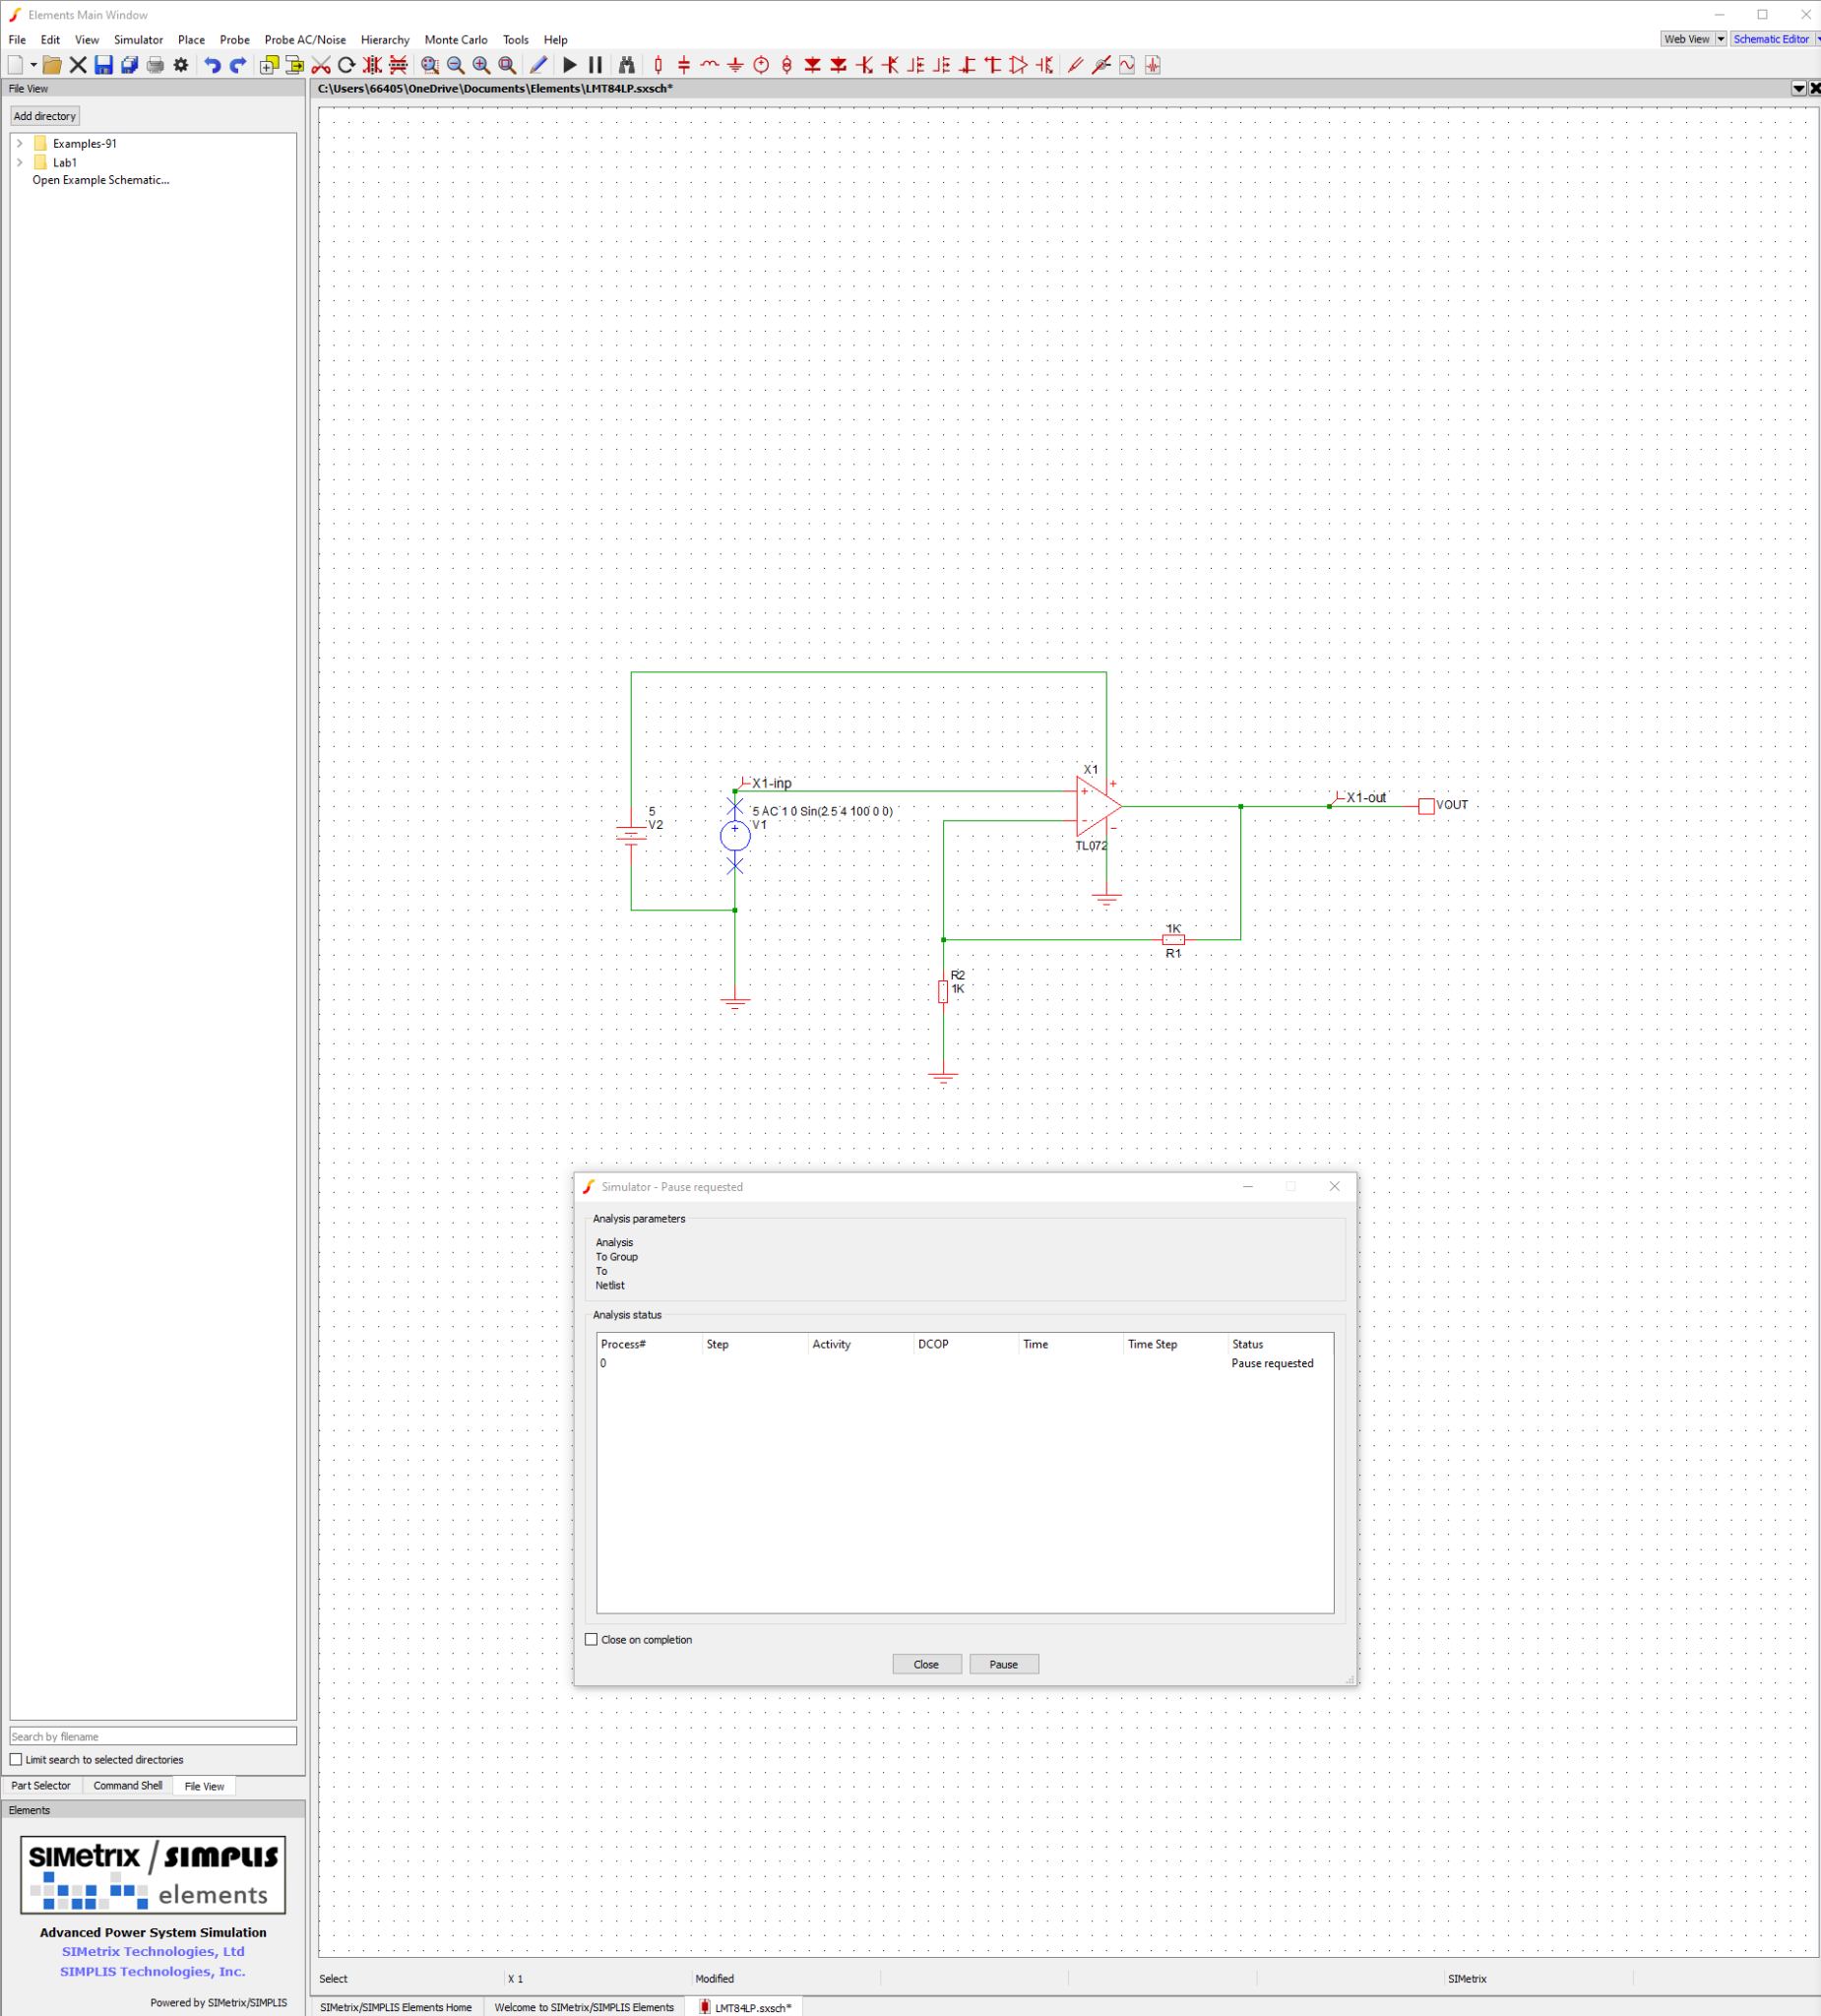 Elements Main Window
File Edit View Simulator Place Probe Probe AC/Noise Hierarchy Monte Carlo Tools Help
Web View Schematic Editor
File View
C:\Users\66405\OneDrive\Documents\Elements\LMT84LP.sxsch*
Add directory
Examples-91
Lab1
Open Example Schematic...
X1
X1-inp
+
X1-out
VOUT
5
V2
5 AC 1 0 Sin(2.5 4 100 0 0)
V1
TL072
1K
R1
R2
1K
Simulator - Pause requested
Analysis parameters
Analysis
To Group
To
Netlist
Analysis status
Process# Step Activity DCOP Time Time Step Status
0 Pause requested
Close on completion
Close Pause
Search by filename
Limit search to selected directories
Part Selector Command Shell File View
Elements
SIMetrix / SIMPLIS
elements
Advanced Power System Simulation
SIMetrix Technologies, Ltd
SIMPLIS Technologies, Inc.
Powered by SIMetrix/SIMPLIS
Select X 1 Modified SIMetrix
SIMetrix/SIMPLIS Elements Home Welcome to SIMetrix/SIMPLIS Elements LMT84LP.sxsch*